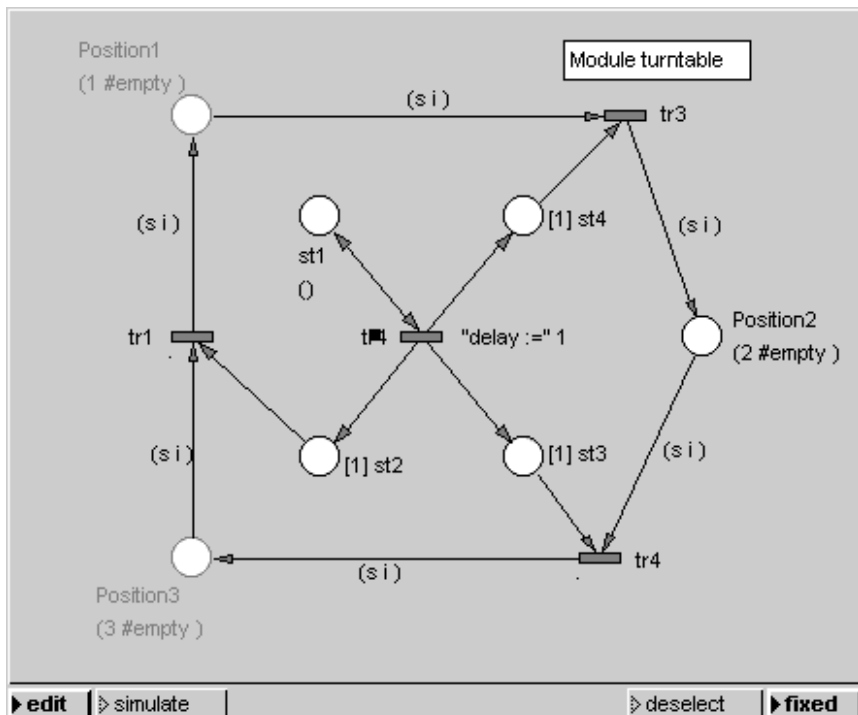 Position1
(1 #empty )
Module turntable
(s i)
tr3
(s i)
[1] st4
(s i)
st1
()
tr1
"delay :=" 1
Position2
(2 #empty )
(s i)
[1] st2
[1] st3
(s i)
(s i)
tr4
Position3
(3 #empty )
edit
simulate
deselect
fixed